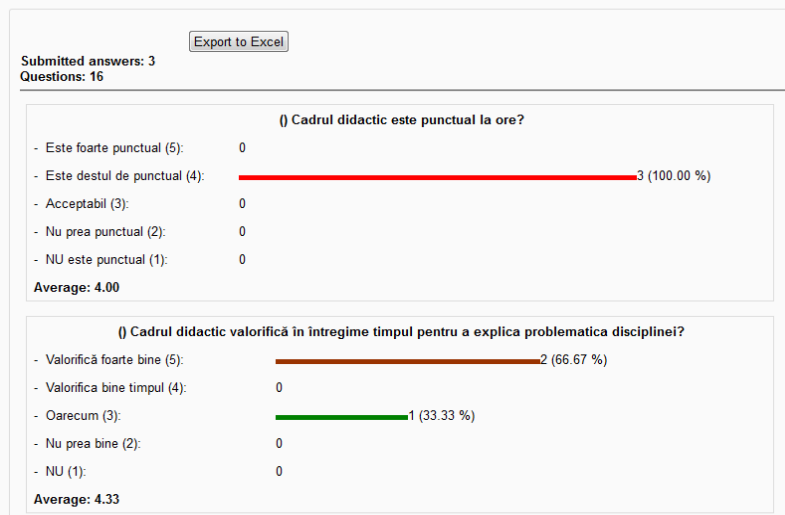 Export to Excel
Submitted answers: 3
Questions: 16
() Cadrul didactic este punctual la ore?
- Este foarte punctual (5): 0
- Este destul de punctual (4): 3 (100.00 %)
- Acceptabil (3): 0
- Nu prea punctual (2): 0
- NU este punctual (1): 0
Average: 4.00
() Cadrul didactic valorifică în întregime timpul pentru a explica problematica disciplinei?
- Valorifică foarte bine (5): 2 (66.67 %)
- Valorifica bine timpul (4): 0
- Oarecum (3): 1 (33.33 %)
- Nu prea bine (2): 0
- NU (1): 0
Average: 4.33